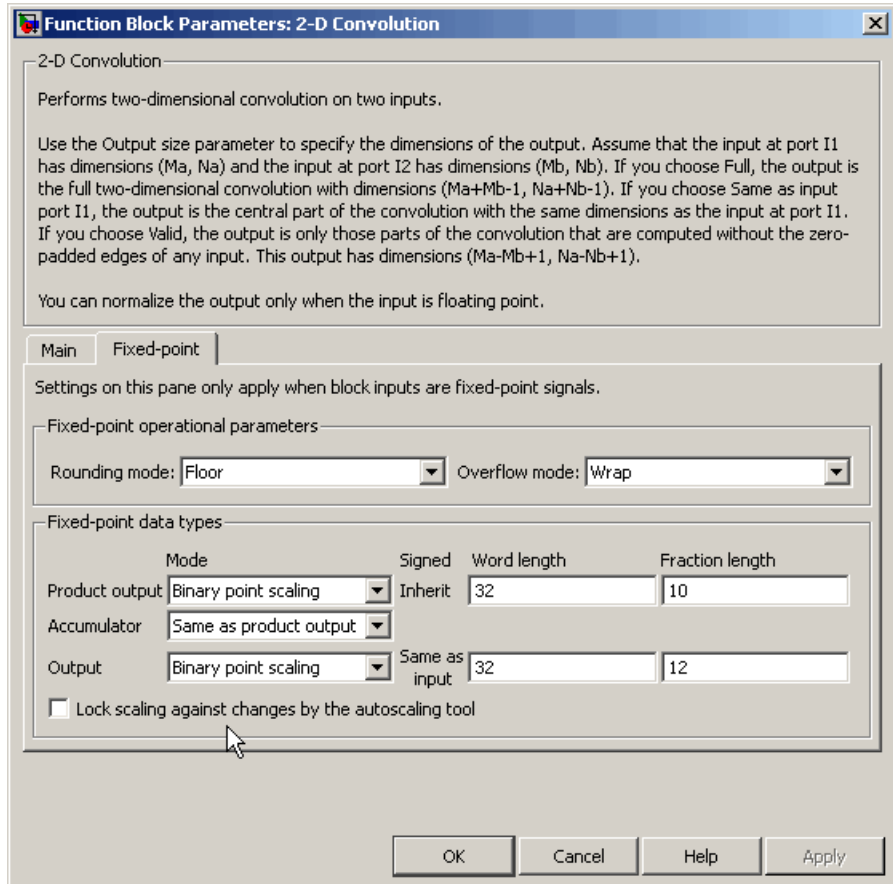 Function Block Parameters: 2-D Convolution
2-D Convolution
Performs two-dimensional convolution on two inputs.
Use the Output size parameter to specify the dimensions of the output. Assume that the input at port I1
has dimensions (Ma, Na) and the input at port I2 has dimensions (Mb, Nb). If you choose Full, the output is
the full two-dimensional convolution with dimensions (Ma+Mb-1, Na+Nb-1). If you choose Same as input
port I1, the output is the central part of the convolution with the same dimensions as the input at port I1.
If you choose Valid, the output is only those parts of the convolution that are computed without the zero-
padded edges of any input. This output has dimensions (Ma-Mb+1, Na-Nb+1).
You can normalize the output only when the input is floating point.
Main Fixed-point
Settings on this pane only apply when block inputs are fixed-point signals.
Fixed-point operational parameters
Rounding mode: Floor Overflow mode: Wrap
Fixed-point data types
Mode Signed Word length Fraction length
Product output Binary point scaling Inherit 32 10
Accumulator Same as product output
Output Binary point scaling Same as input 32 12
Lock scaling against changes by the autoscaling tool
OK Cancel Help Apply